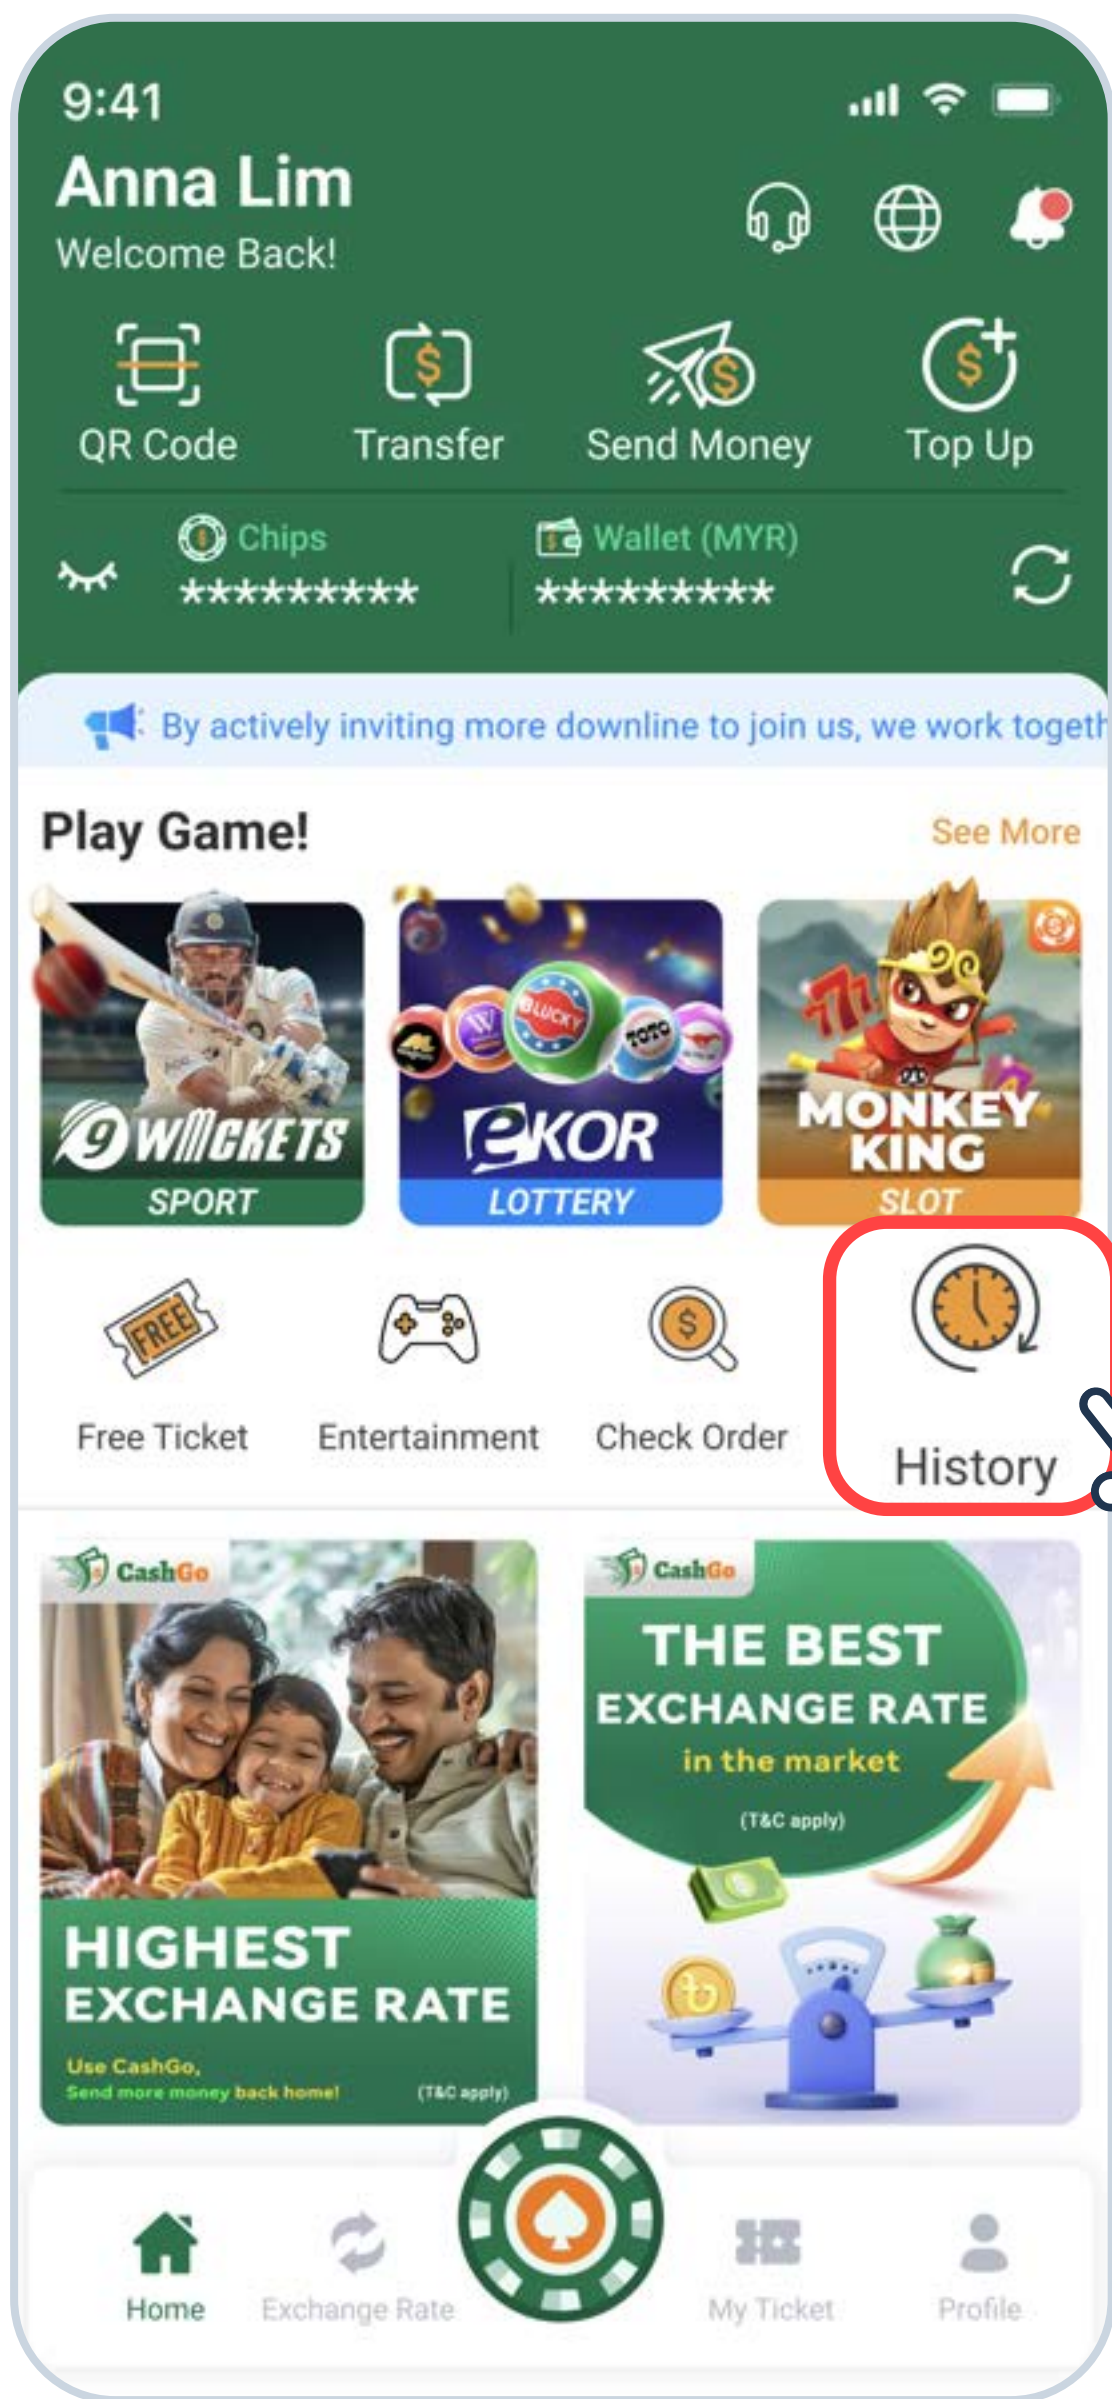 9:41
Anna Lim
Welcome Back!
QR Code
Transfer
Send Money
Top Up
Chips
Wallet (MYR)
*********
*********
By actively inviting more downline to join us, we work togeth
Play Game!
See More
9 WICKETS
SPORT
BLUCKY
W
TOTO
eKOR
LOTTERY
77
MONKEY
KING
SLOT
FREE
Free Ticket
Entertainment
Check Order
History
CashGo
HIGHEST
EXCHANGE RATE
Use CashGo,
Send more money back home!
(T&C apply)
CashGo
THE BEST
EXCHANGE RATE
in the market
(T&C apply)
Home
Exchange Rate
My Ticket
Profile